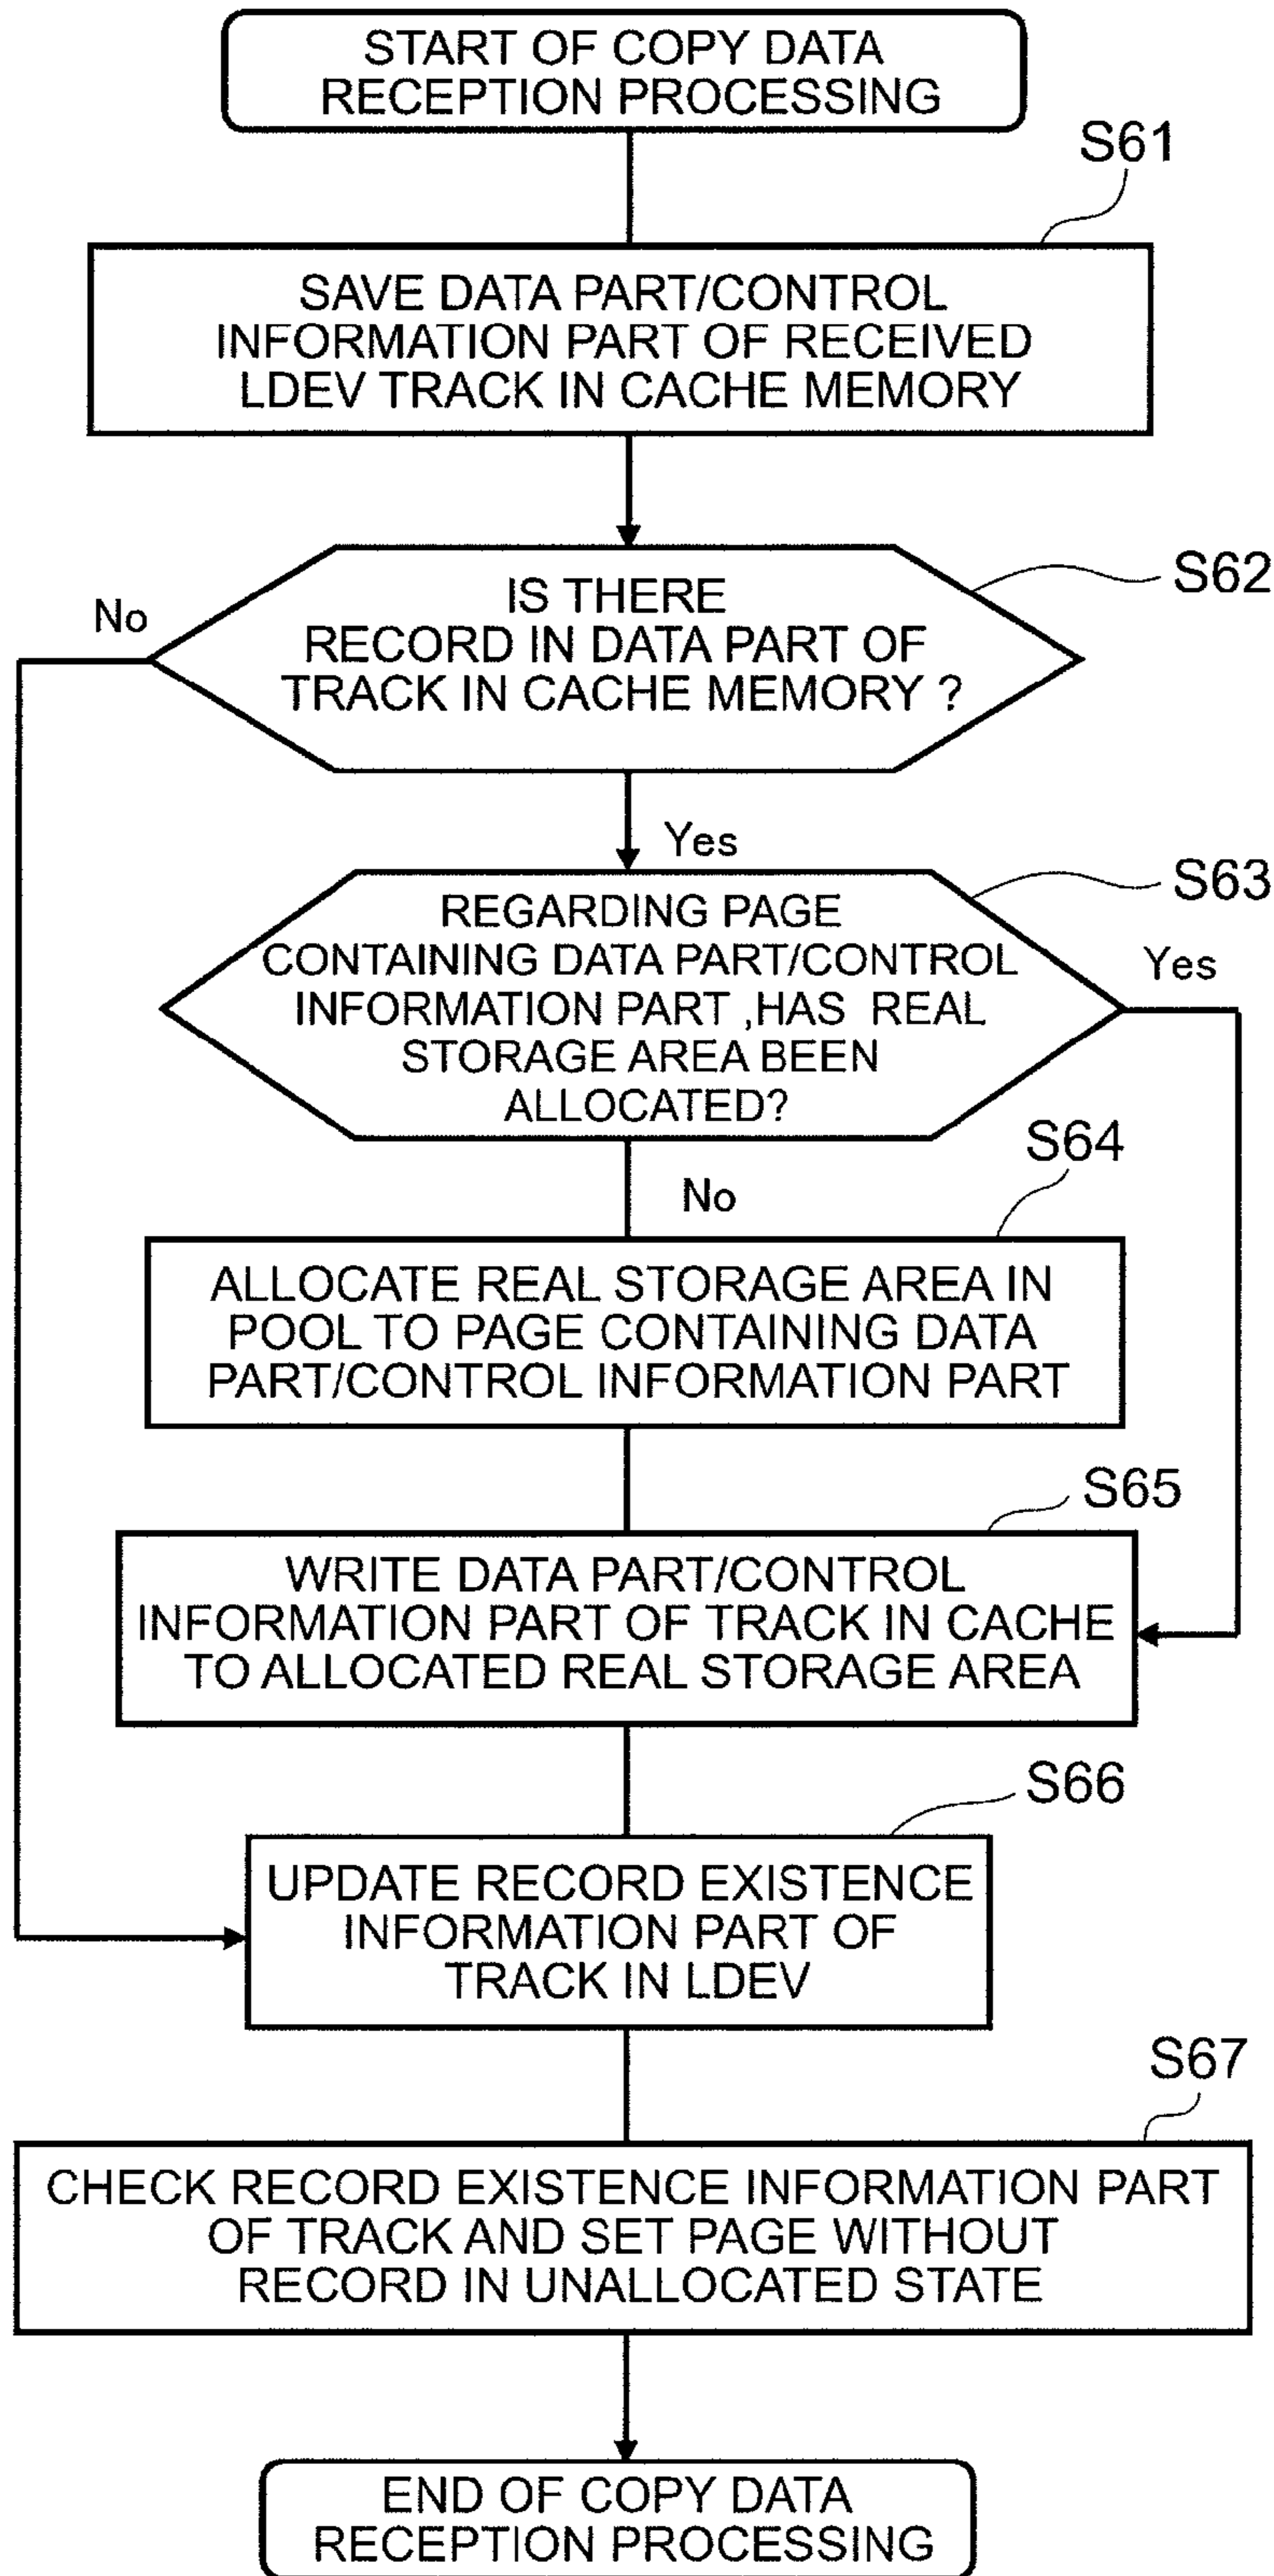 START OF COPY DATA
RECEPTION PROCESSING
S61
SAVE DATA PART/CONTROL
INFORMATION PART OF RECEIVED
LDEV TRACK IN CACHE MEMORY
S62
No
IS THERE
RECORD IN DATA PART OF
TRACK IN CACHE MEMORY ?
Yes
S63
REGARDING PAGE
CONTAINING DATA PART/CONTROL
INFORMATION PART ,HAS REAL
STORAGE AREA BEEN
ALLOCATED?
Yes
No
S64
ALLOCATE REAL STORAGE AREA IN
POOL TO PAGE CONTAINING DATA
PART/CONTROL INFORMATION PART
S65
WRITE DATA PART/CONTROL
INFORMATION PART OF TRACK IN CACHE
TO ALLOCATED REAL STORAGE AREA
S66
UPDATE RECORD EXISTENCE
INFORMATION PART OF
TRACK IN LDEV
S67
CHECK RECORD EXISTENCE INFORMATION PART
OF TRACK AND SET PAGE WITHOUT
RECORD IN UNALLOCATED STATE
END OF COPY DATA
RECEPTION PROCESSING